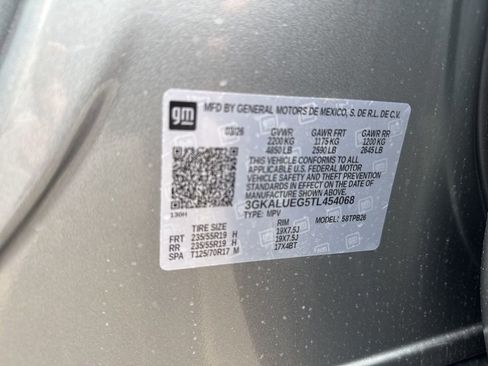 gm
MFD BY GENERAL MOTORS DE MEXICO, S. DE R.L. DE C.V.
03/26 GVWR GAWR FRT GAWR RR
2200 KG 1175 KG 1200 KG
4850 LB 2590 LB 2645 LB
THIS VEHICLE CONFORMS TO ALL
APPLICABLE U.S. FEDERAL MOTOR
VEHICLE SAFETY, BUMPER, AND THEFT
PREVENTION STANDARDS IN EFFECT ON
THE DATE OF MANUFACTURE SHOWN ABOVE.
3GKALUEG5TL454068
TYPE: MPV MODEL: 58TPB26
130H
TIRE SIZE RIM
FRT 235/55R19 H 19X7.5J
RR 235/55R19 H 19X7.5J
SPA T125/70R17 M 17X4BT